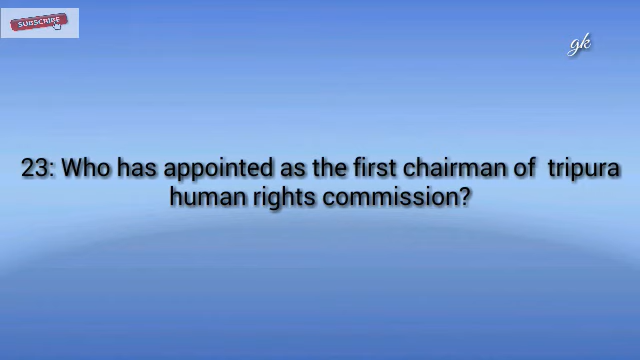 SUBSCRIBE
gk
23: Who has appointed as the first chairman of tripura
human rights commission?